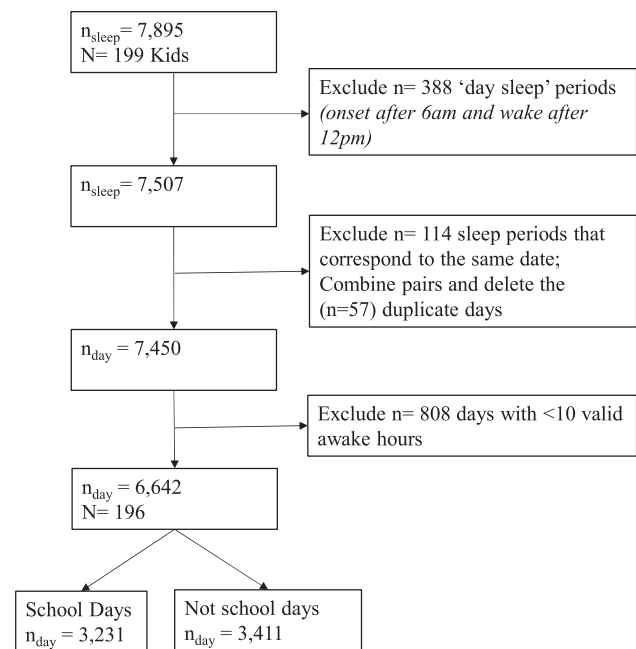 n_sleep = 7,895
N= 199 Kids
Exclude n= 388 ‘day sleep’ periods
(onset after 6am and wake after
12pm)
n_sleep = 7,507
Exclude n= 114 sleep periods that
correspond to the same date;
Combine pairs and delete the
(n=57) duplicate days
n_day = 7,450
Exclude n= 808 days with <10 valid
awake hours
n_day = 6,642
N= 196
School Days
n_day = 3,231
Not school days
n_day = 3,411